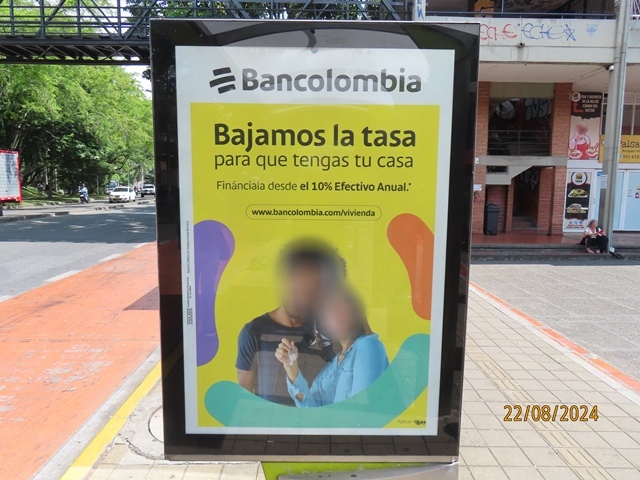 Bancolombia
Bajamos la tasa
para que tengas tu casa
Fináncíala desde el 10% Efectivo Anual.*
www.bancolombia.com/vivienda
22/08/2024